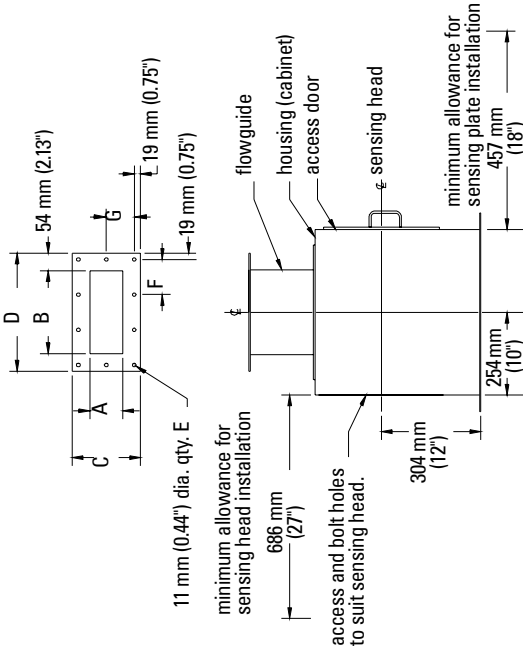 D
B
54 mm (2.13")
G
19 mm (0.75")
19 mm (0.75")
F
A
C
11 mm (0.44") dia. qty. E
minimum allowance for
sensing head installation
686 mm
(27")
access and bolt holes
to suit sensing head.
℄
flowguide
housing (cabinet)
access door
℄ sensing head
minimum allowance for
sensing plate installation
457 mm
(18")
254 mm
(10")
304 mm
(12")